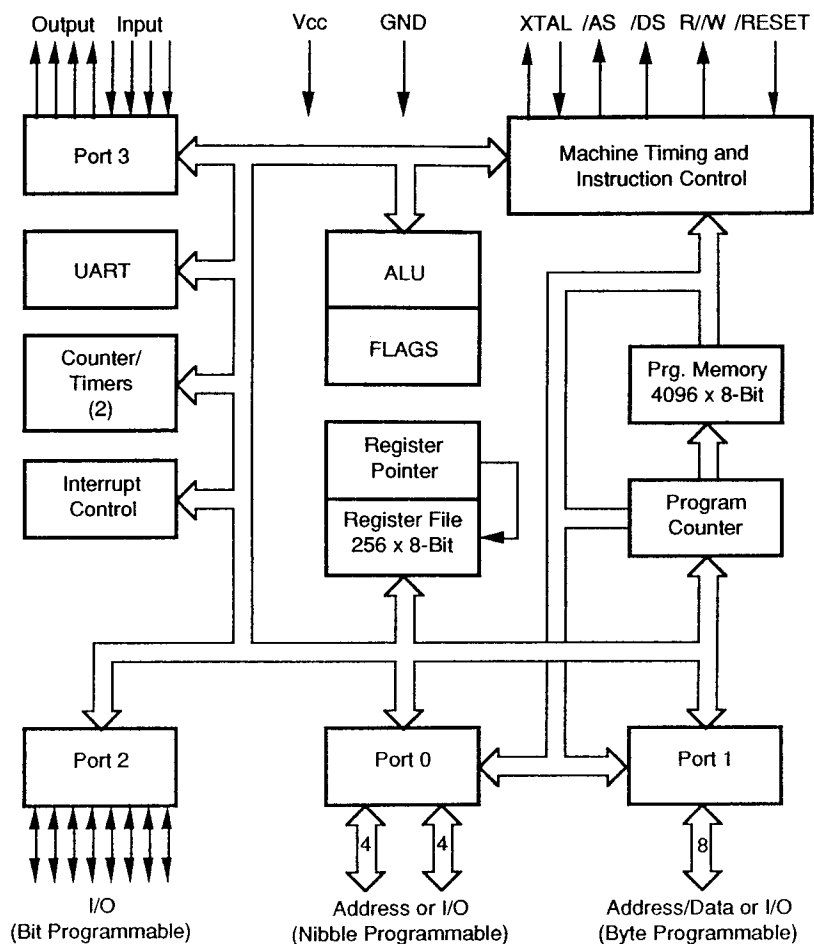 Output Input Vcc GND XTAL /AS /DS R//W /RESET
Port 3
Machine Timing and
Instruction Control
UART
ALU
FLAGS
Counter/
Timers
(2)
Prg. Memory
4096 x 8-Bit
Register
Pointer
Interrupt
Control
Register File
256 x 8-Bit
Program
Counter
Port 2
Port 0
Port 1
4
4
8
I/O
(Bit Programmable)
Address or I/O
(Nibble Programmable)
Address/Data or I/O
(Byte Programmable)